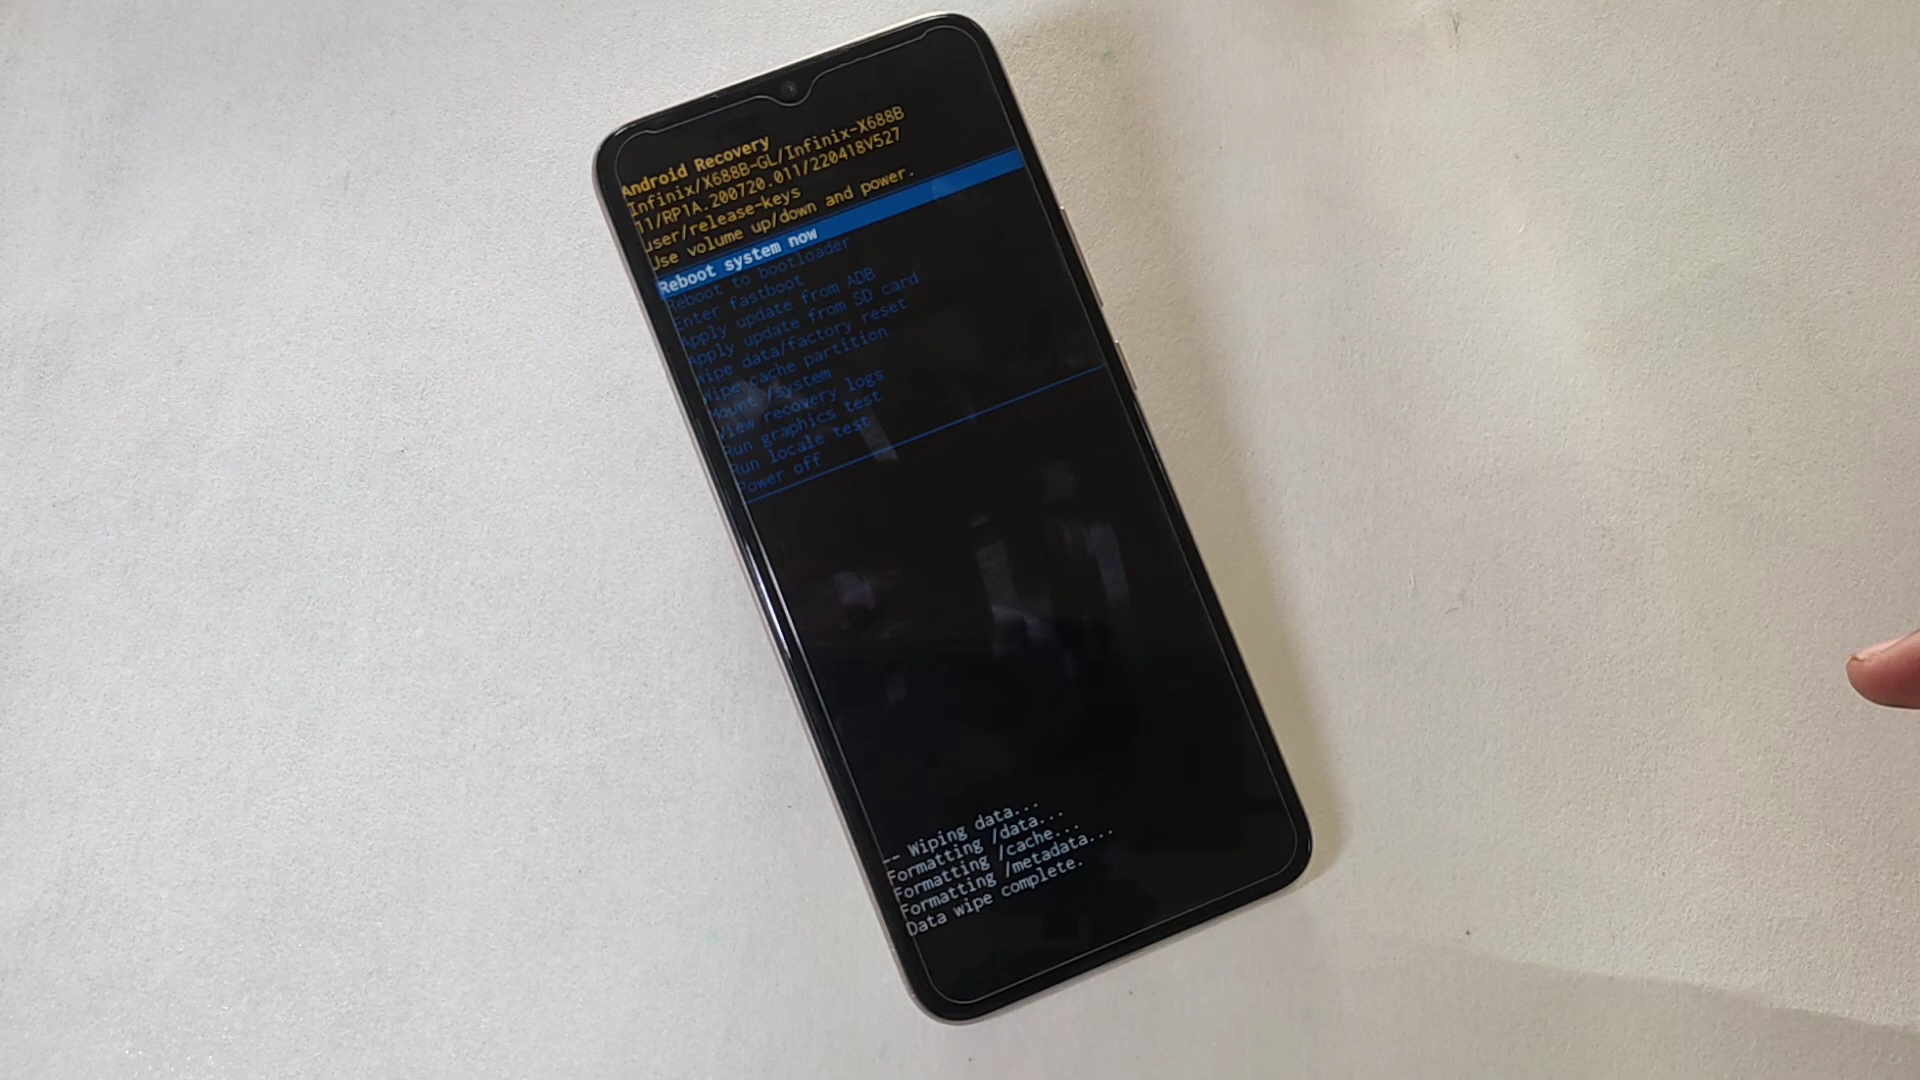 Android Recovery
Infinix/X688B-GL/Infinix-X688B
11/RP1A.200720.011/220418V527
user/release-keys
Use volume up/down and power.
Reboot system now
Reboot to bootloader
Enter fastboot
Apply update from ADB
Apply update from SD card
Wipe data/factory reset
Wipe cache partition
Mount /system
View recovery logs
Run graphics test
Run locale test
Power off
-- Wiping data...
Formatting /data...
Formatting /cache...
Formatting /metadata...
Data wipe complete.